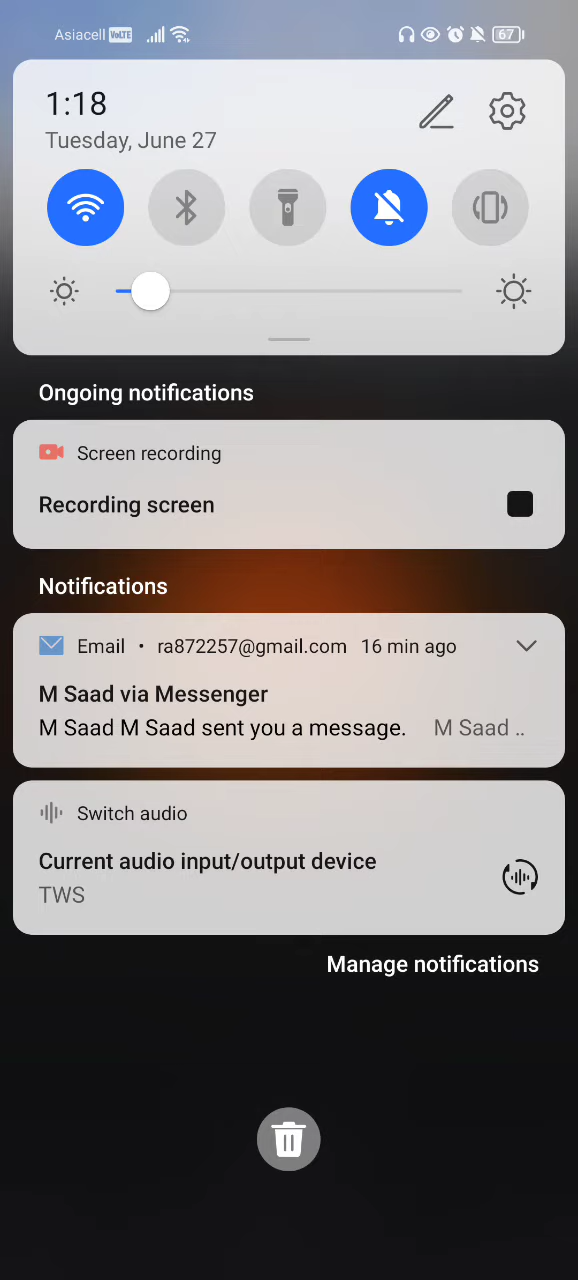 Asiacell VoLTE 67
1:18
Tuesday, June 27
Ongoing notifications
Screen recording
Recording screen
Notifications
Email • ra872257@gmail.com 16 min ago
M Saad via Messenger
M Saad M Saad sent you a message. M Saad ..
Switch audio
Current audio input/output device
TWS
Manage notifications